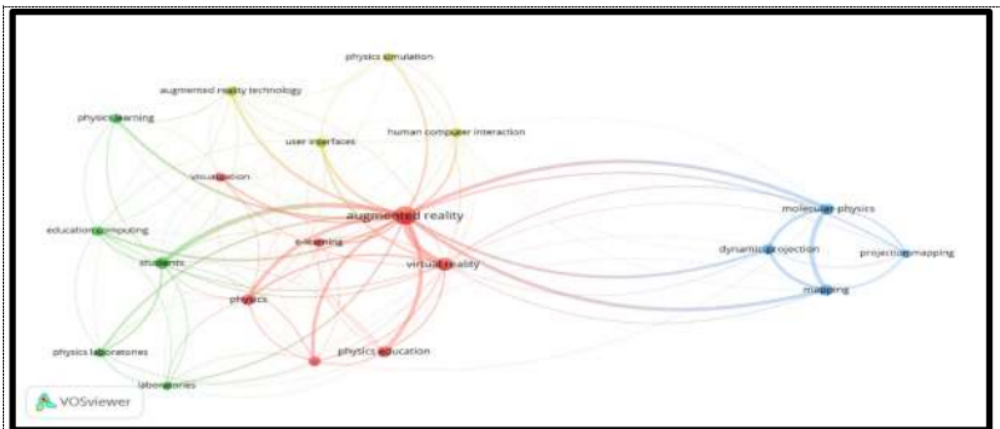 physics simulation
augmented reality technology
physics learning
human computer interaction
user interfaces
visualization
molecular physics
augmented reality
education computing
e-learning
dynamic projection
projection mapping
students
virtual reality
mapping
physics
physics laboratories
physics education
laboratories
VOSviewer